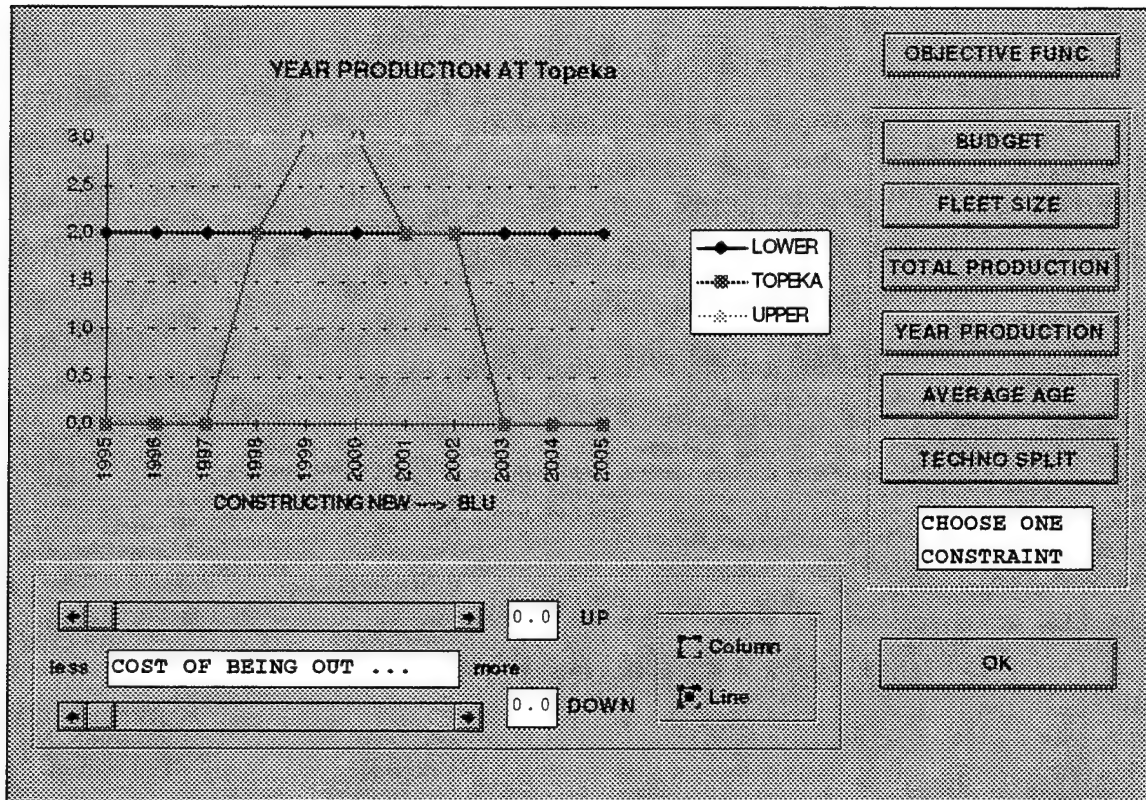 YEAR PRODUCTION AT Topeka
3,0
2,5
2,0
1,5
1,0
0,5
0,0
1995
1996
1997
1998
1999
2000
2001
2002
2003
2004
2005
CONSTRUCTING NEW ---> BLU
LOWER
TOPEKA
UPPER
OBJECTIVE FUNC.
BUDGET
FLEET SIZE
TOTAL PRODUCTION
YEAR PRODUCTION
AVERAGE AGE
TECHNO SPLIT
CHOOSE ONE
CONSTRAINT
0.0 UP
less COST OF BEING OUT ... more
0.0 DOWN
Column
Line
OK